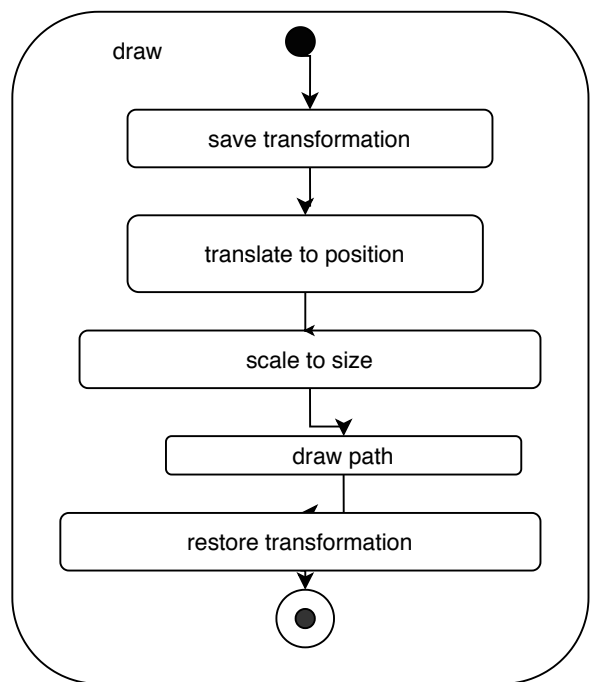 draw
save transformation
translate to position
scale to size
draw path
restore transformation